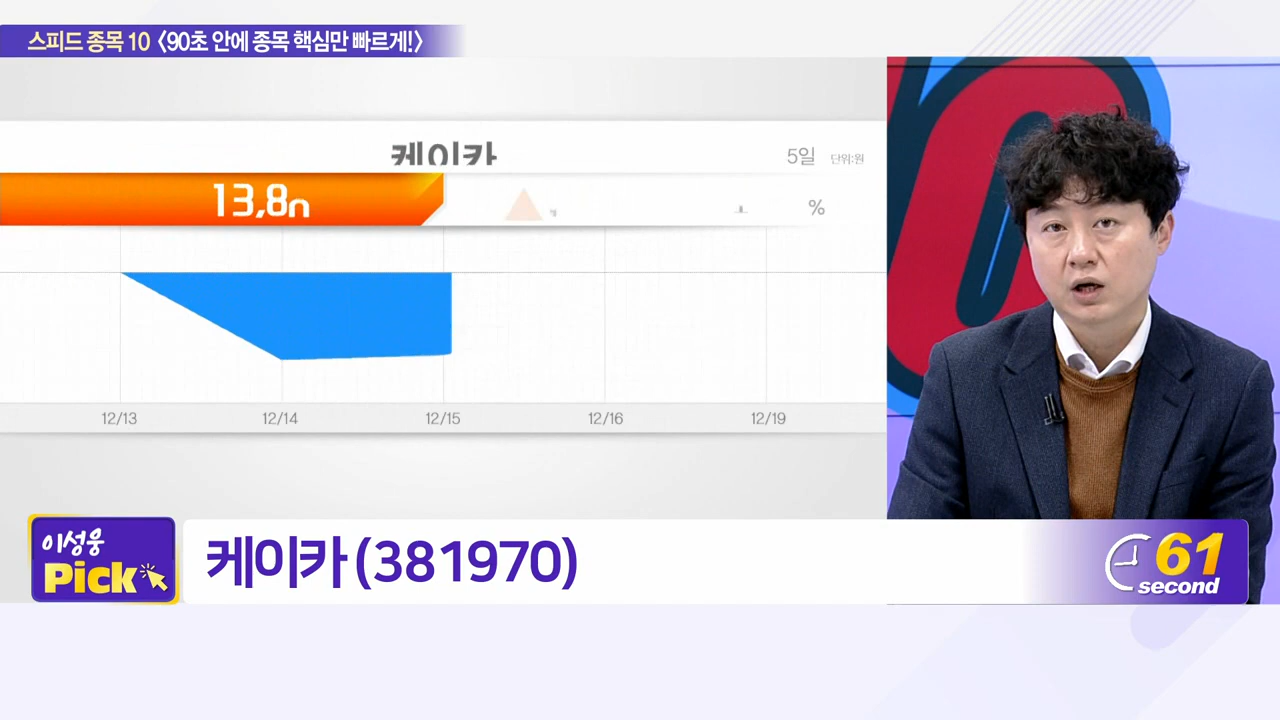 스피드 종목 10 〈90초 안에 종목 핵심만 빠르게!〉
케이카
5일 단위:원
13,8
%
12/13 12/14 12/15 12/16 12/19
이성웅
Pick
케이카 (381970)
61
second